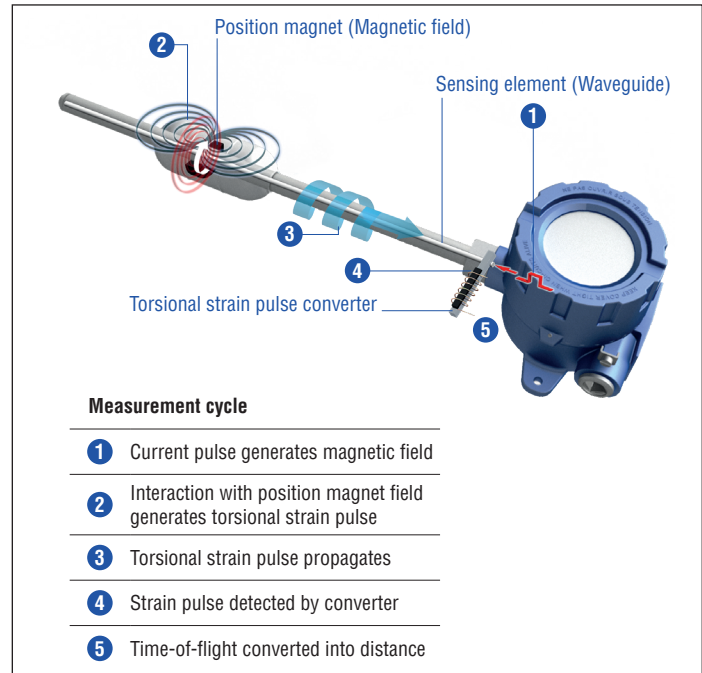 Position magnet (Magnetic field)
2
Sensing element (Waveguide)
1
3
4
Torsional strain pulse converter
5
Measurement cycle
1 Current pulse generates magnetic field
2 Interaction with position magnet field
generates torsional strain pulse
3 Torsional strain pulse propagates
4 Strain pulse detected by converter
5 Time-of-flight converted into distance